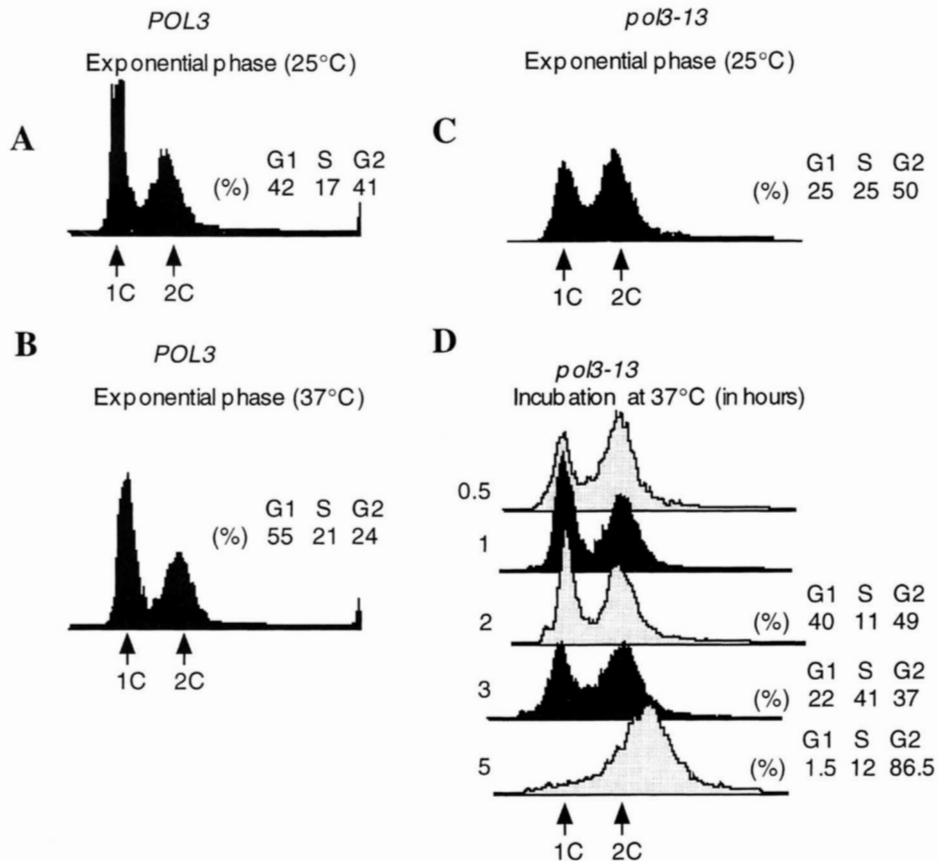 A
POL3
Exponential phase (25°C)
G1 S G2
(%) 42 17 41
1C 2C
B
POL3
Exponential phase (37°C)
G1 S G2
(%) 55 21 24
1C 2C
C
pol3-13
Exponential phase (25°C)
G1 S G2
(%) 25 25 50
1C 2C
D
pol3-13
Incubation at 37°C (in hours)
0.5
1
G1 S G2
2 (%) 40 11 49
G1 S G2
3 (%) 22 41 37
G1 S G2
5 (%) 1.5 12 86.5
1C 2C